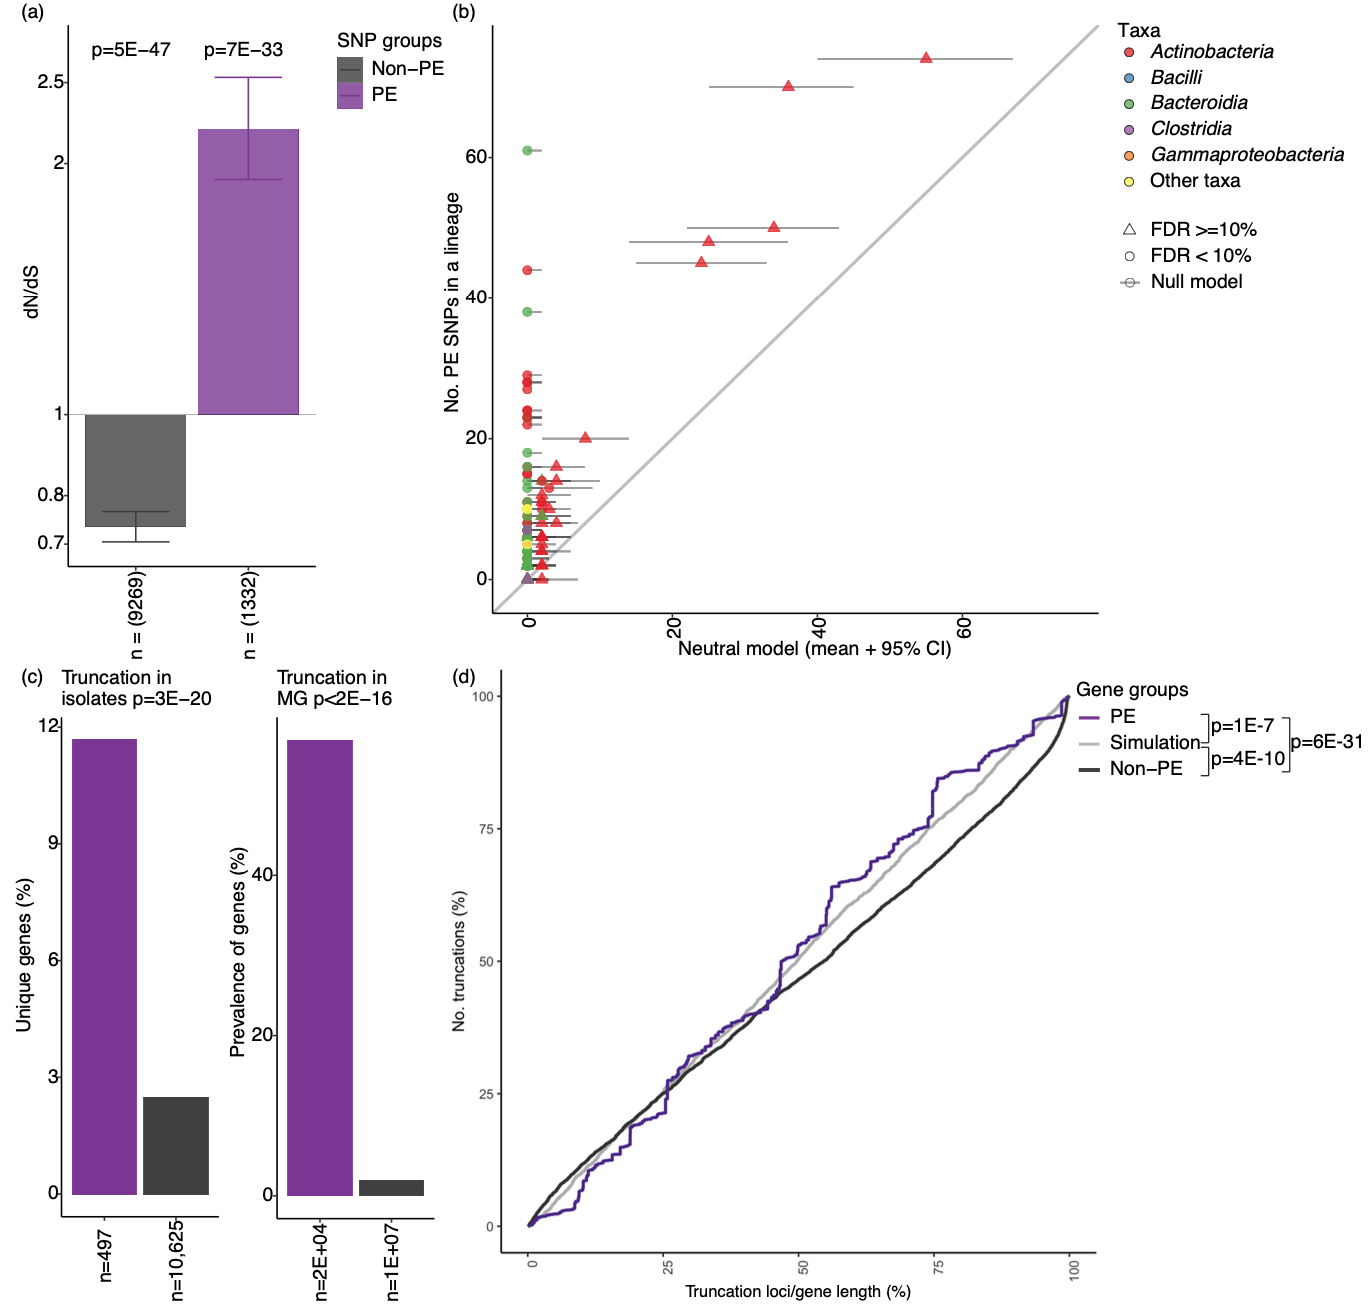 (a)
p=5E−47
p=7E−33
SNP groups
Non−PE
PE
2.5
2
1
0.8
0.7
dN/dS
n = (9269)
n = (1332)
(b)
No. PE SNPs in a lineage
60
40
20
0
0
20
40
60
Neutral model (mean + 95% CI)
Taxa
Actinobacteria
Bacilli
Bacteroidia
Clostridia
Gammaproteobacteria
Other taxa
FDR >=10%
FDR < 10%
Null model
(c)
Truncation in
isolates p=3E−20
12
9
6
3
0
Unique genes (%)
n=497
n=10,625
Truncation in
MG p<2E−16
40
20
0
Prevalence of genes (%)
n=2E+04
n=1E+07
(d)
100
75
50
25
0
No. truncations (%)
0
25
50
75
100
Truncation loci/gene length (%)
Gene groups
PE
Simulation
Non−PE
p=1E-7
p=4E-10
p=6E-31